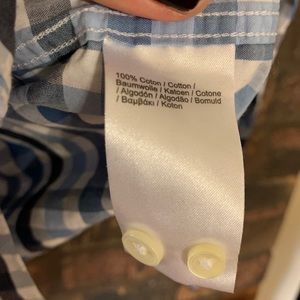 100% Coton / Cotton /
Baumwolle / Katoen / Cotone
/ Algodón / Algodão / Bomuld
/ Βαμβάκι / Koton